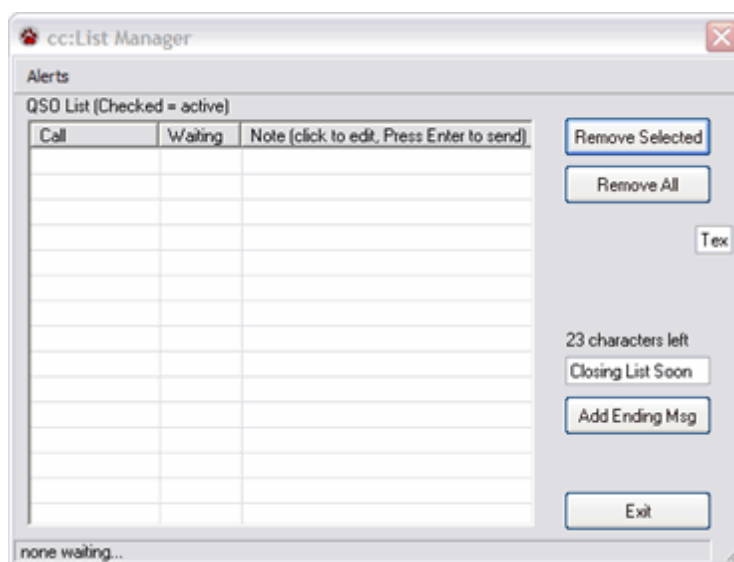 cc:List Manager
Alerts
QSO List (Checked = active)
Call Waiting Note (click to edit, Press Enter to send)
Remove Selected
Remove All
Tex
23 characters left
Closing List Soon
Add Ending Msg
Exit
none waiting...